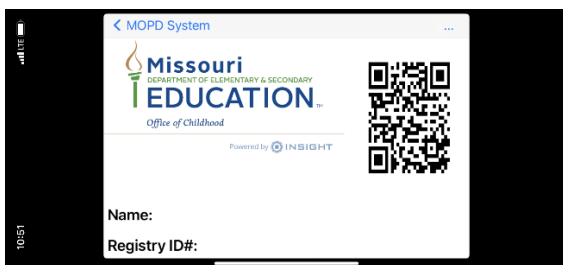 LTE
10:51
MOPD System
...
Missouri
DEPARTMENT OF ELEMENTARY & SECONDARY
EDUCATION™
Office of Childhood
Powered by INSIGHT
Name:
Registry ID#: